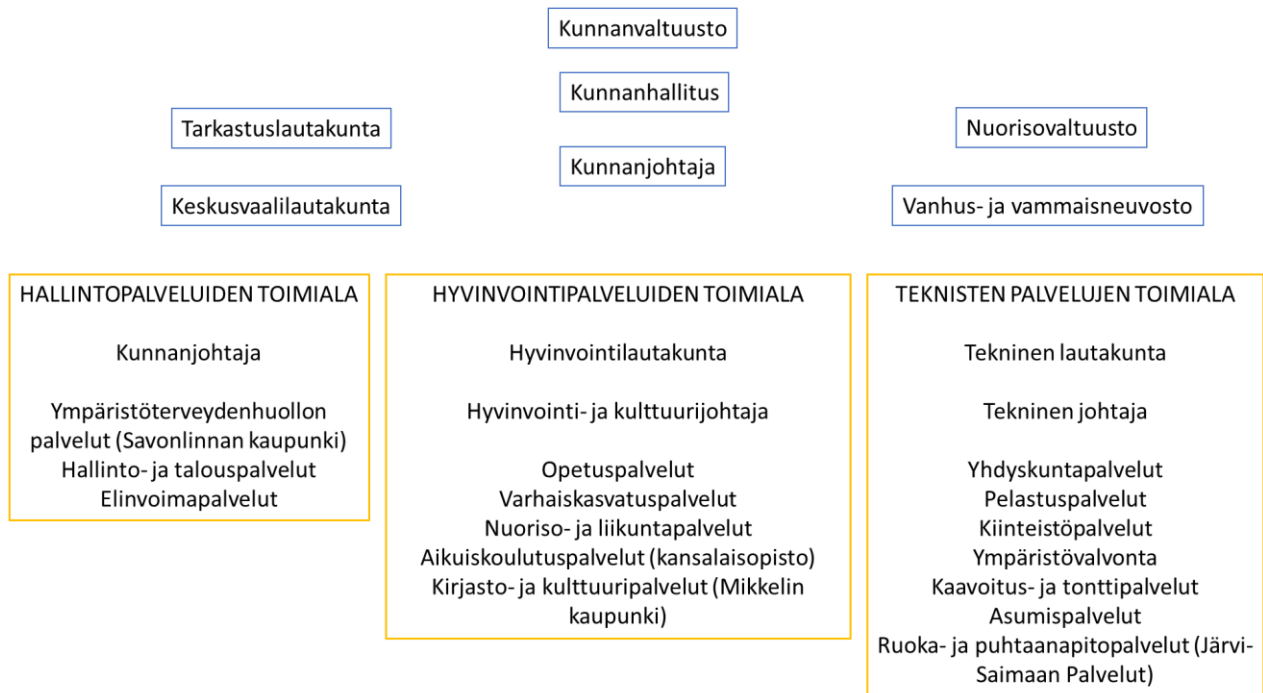 Kunnanvaltuusto
Kunnanhallitus
Tarkastuslautakunta
Nuorisovaltuusto
Kunnanjohtaja
Keskusvaalilautakunta
Vanhus- ja vammaisneuvosto
HALLINTOPALVELUIDEN TOIMIALA
Kunnanjohtaja
Ympäristöterveydenhuollon
palvelut (Savonlinnan kaupunki)
Hallinto- ja talouspalvelut
Elinvoimapalvelut
HYVINVOINTIPALVELUIDEN TOIMIALA
Hyvinvointilautakunta
Hyvinvointi- ja kulttuurijohtaja
Opetuspalvelut
Varhaiskasvatuspalvelut
Nuoriso- ja liikuntapalvelut
Aikuiskoulutuspalvelut (kansalaisopisto)
Kirjasto- ja kulttuuripalvelut (Mikkelin
kaupunki)
TEKNISTEN PALVELUJEN TOIMIALA
Tekninen lautakunta
Tekninen johtaja
Yhdyskuntapalvelut
Pelastuspalvelut
Kiinteistöpalvelut
Ympäristövalvonta
Kaavoitus- ja tonttipalvelut
Asumispalvelut
Ruoka- ja puhtaanapitopalvelut (Järvi-
Saimaan Palvelut)